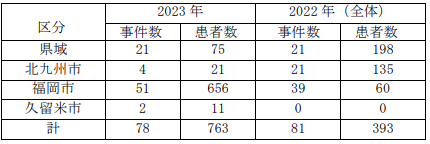 区分 2023 年 2022 年（全体）
事件数 患者数 事件数 患者数
県域 21 75 21 198
北九州市 4 21 21 135
福岡市 51 656 39 60
久留米市 2 11 0 0
計 78 763 81 393